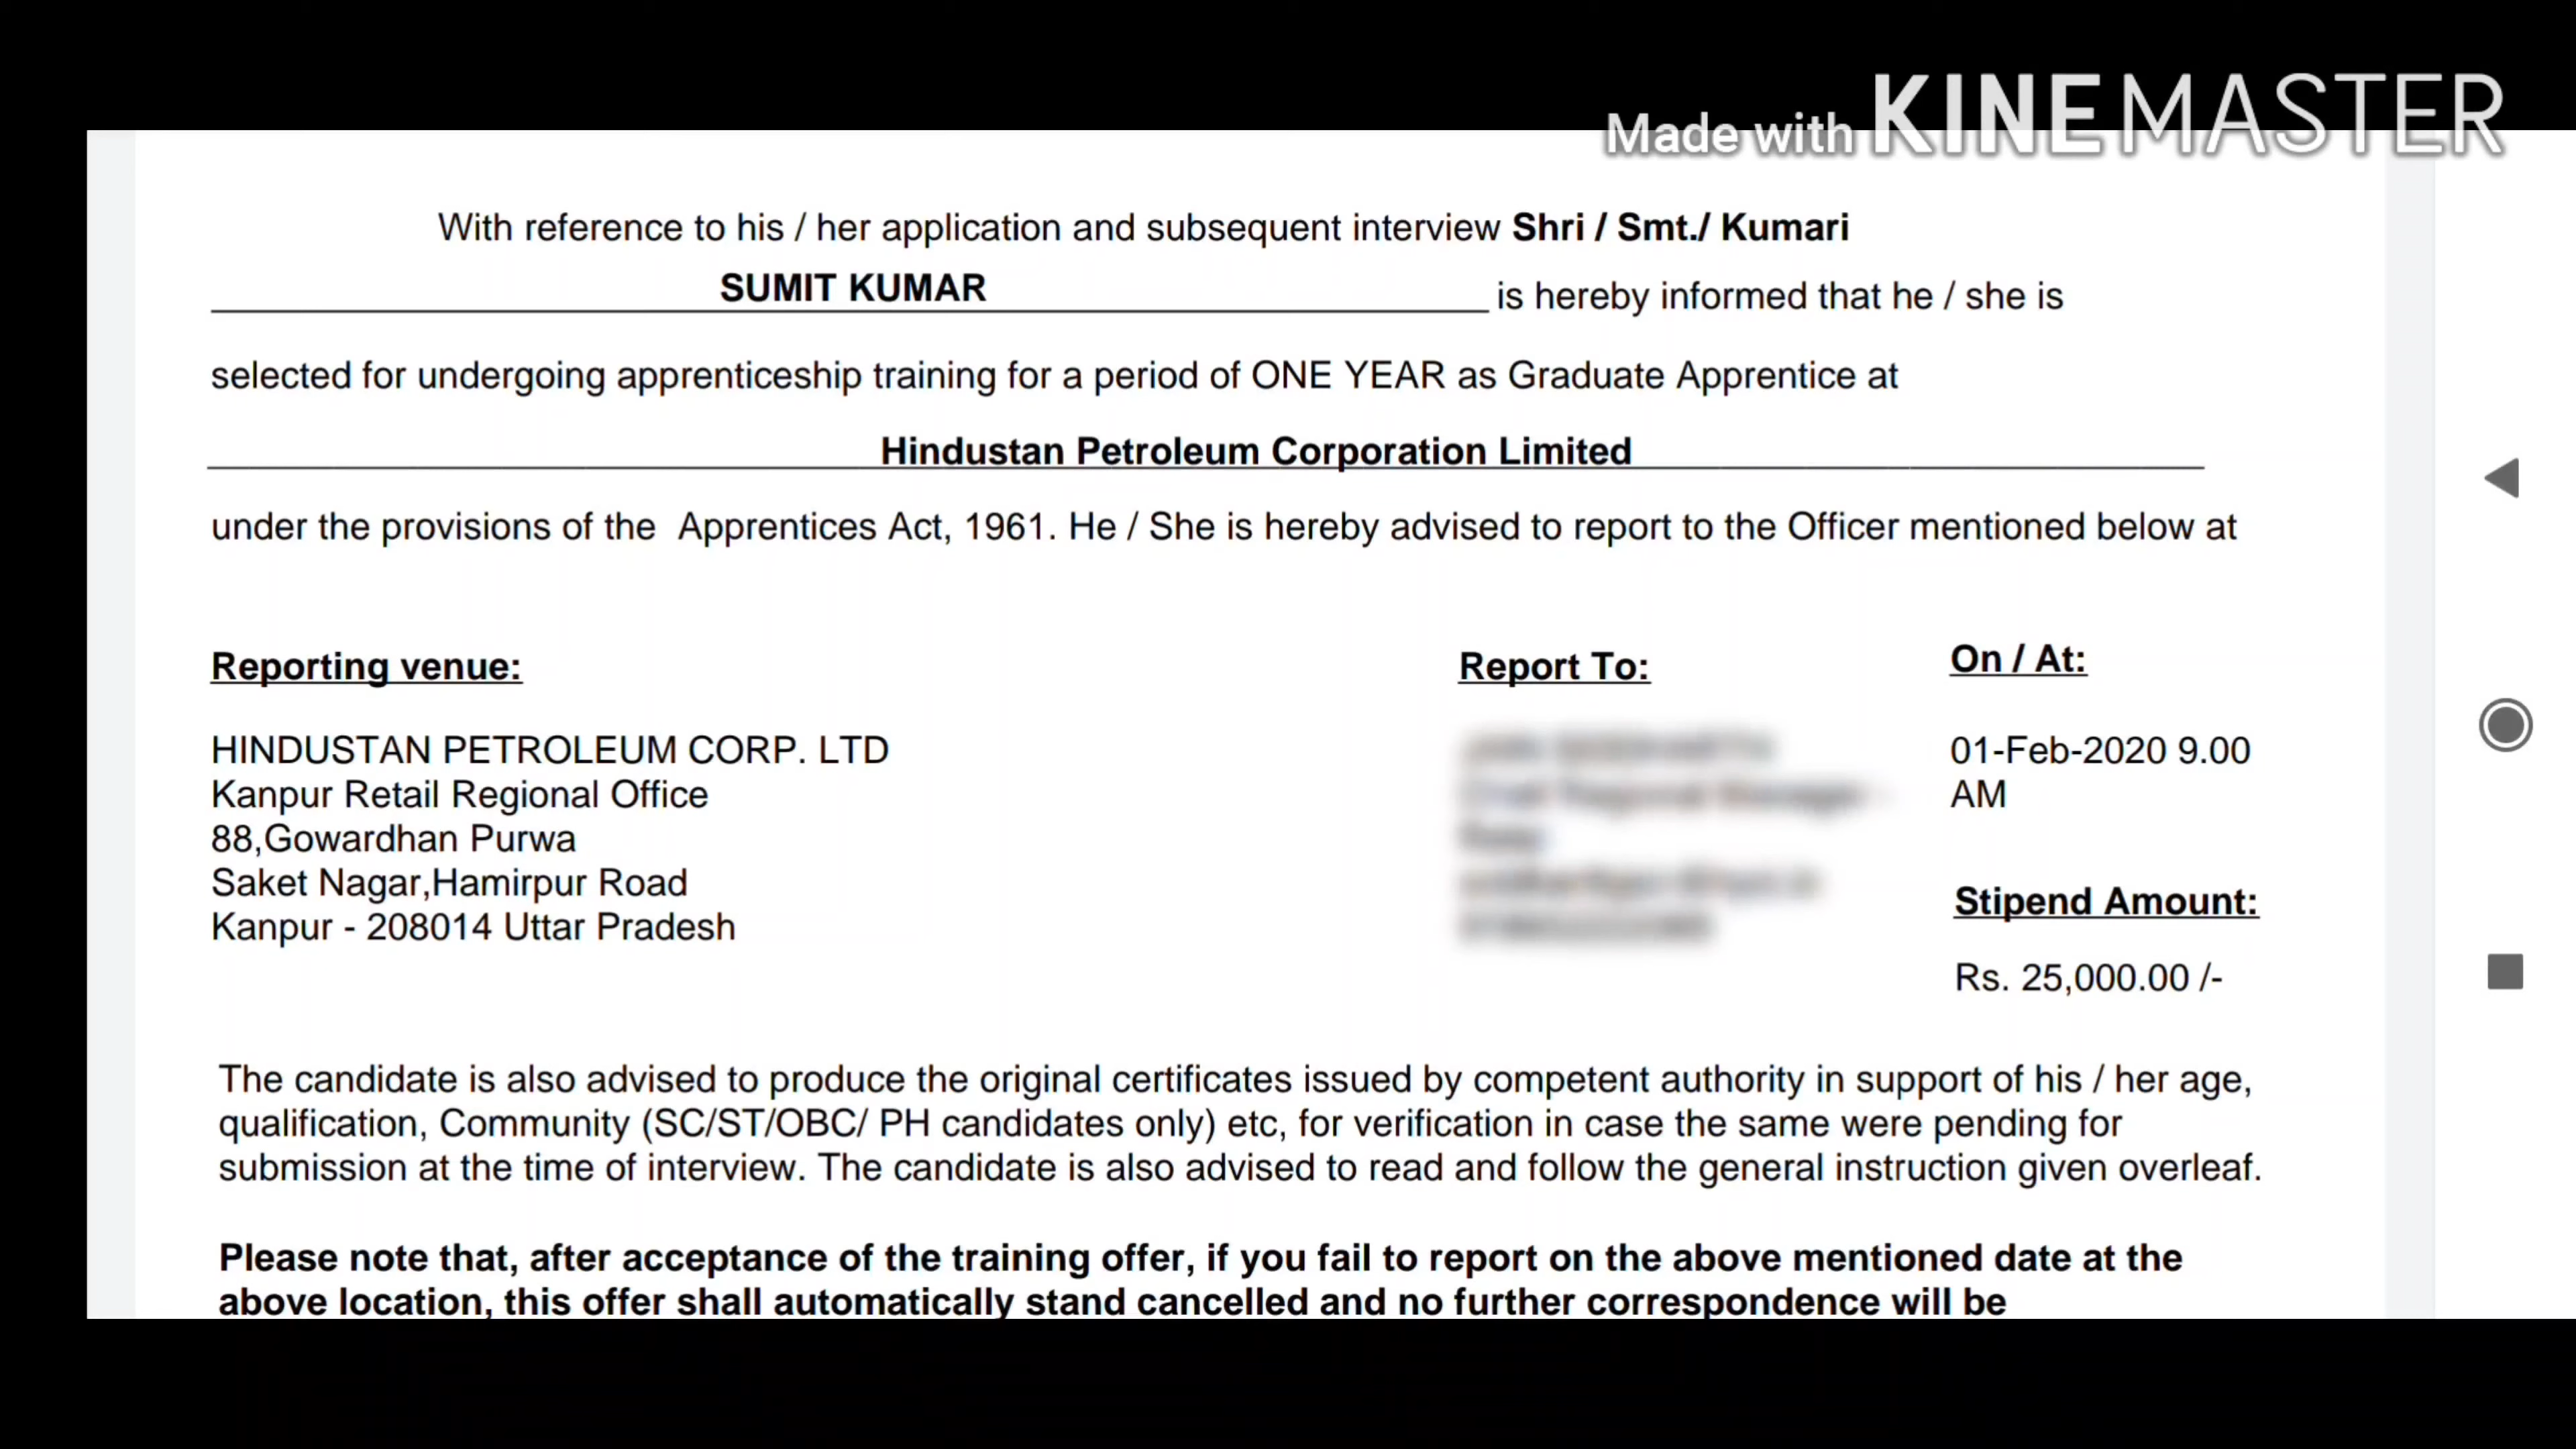 Made with KINEMASTER
With reference to his / her application and subsequent interview Shri / Smt./ Kumari
SUMIT KUMAR is hereby informed that he / she is
selected for undergoing apprenticeship training for a period of ONE YEAR as Graduate Apprentice at
Hindustan Petroleum Corporation Limited
under the provisions of the Apprentices Act, 1961. He / She is hereby advised to report to the Officer mentioned below at
Reporting venue:
HINDUSTAN PETROLEUM CORP. LTD
Kanpur Retail Regional Office
88,Gowardhan Purwa
Saket Nagar,Hamirpur Road
Kanpur - 208014 Uttar Pradesh
Report To:
On / At:
01-Feb-2020 9.00
AM
Stipend Amount:
Rs. 25,000.00 /-
The candidate is also advised to produce the original certificates issued by competent authority in support of his / her age,
qualification, Community (SC/ST/OBC/ PH candidates only) etc, for verification in case the same were pending for
submission at the time of interview. The candidate is also advised to read and follow the general instruction given overleaf.
Please note that, after acceptance of the training offer, if you fail to report on the above mentioned date at the
above location, this offer shall automatically stand cancelled and no further correspondence will be